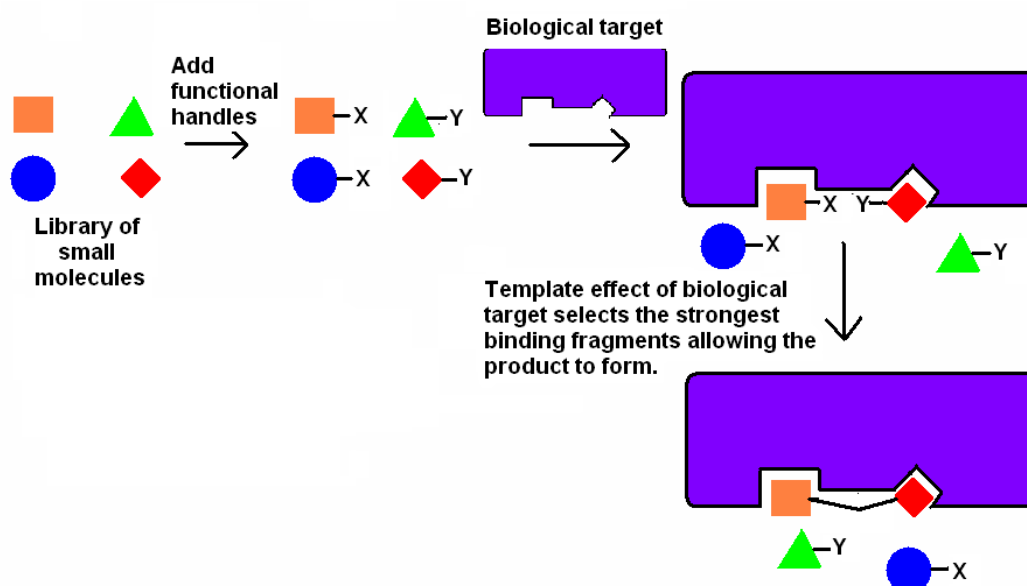 Biological target
Add
functional
handles
X
Y
X
Y
Library of
small
molecules
X
Y
X
Y
Template effect of biological
target selects the strongest
binding fragments allowing the
product to form.
Y
X